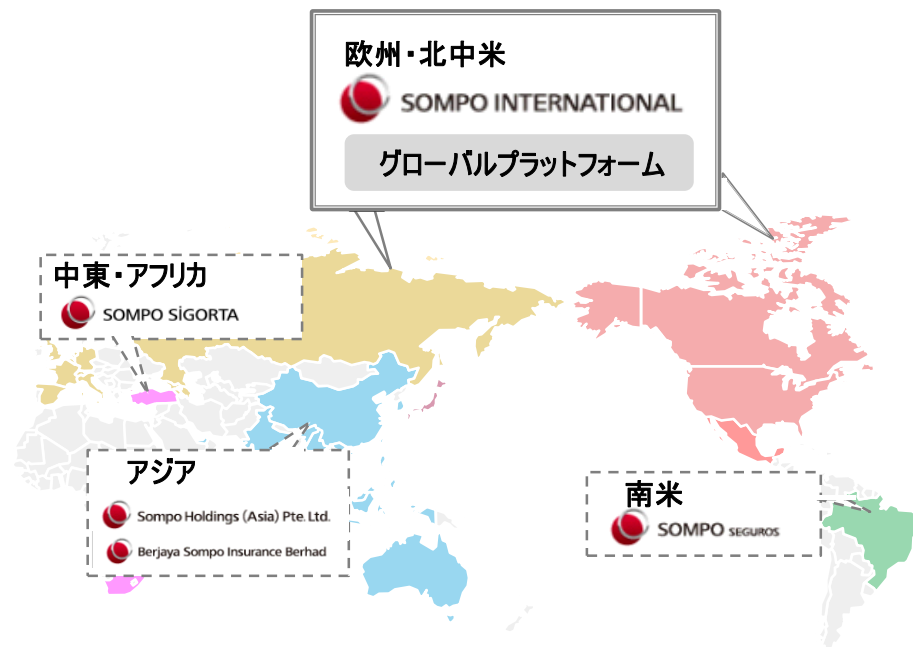 欧州・北中米
SOMPO INTERNATIONAL
グローバルプラットフォーム
中東・アフリカ
SOMPO SİGORTA
アジア
Sompo Holdings (Asia) Pte. Ltd.
Berjaya Sompo Insurance Berhad
南米
SOMPO SEGUROS